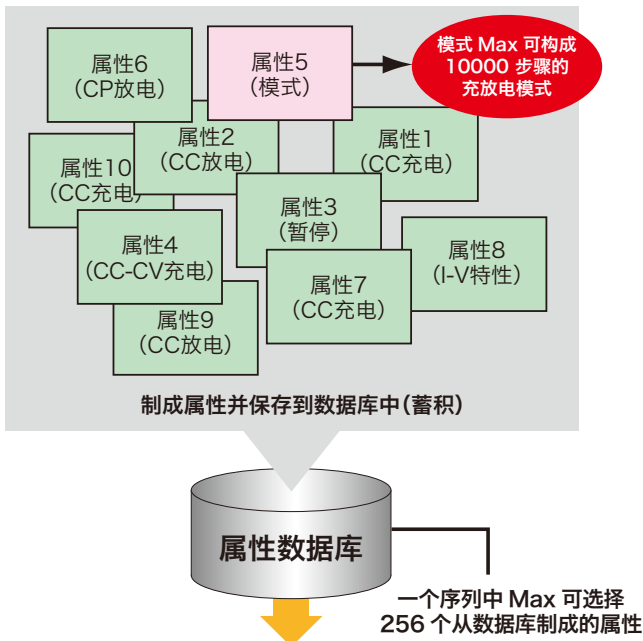 属性6
（CP放电）
属性5
（模式）
模式 Max 可构成
10000 步骤的
充放电模式
属性2
（CC放电）
属性1
（CC充电）
属性10
（CC充电）
属性3
（暂停）
属性4
（CC-CV充电）
属性8
（I-V特性）
属性7
（CC充电）
属性9
（CC放电）
制成属性并保存到数据库中（蓄积）
属性数据库
一个序列中 Max 可选择
256 个从数据库制成的属性